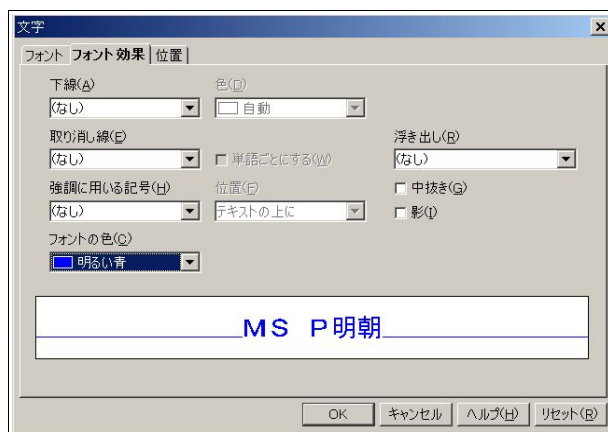 文字
フォント フォント効果 位置
下線(A) 色(D)
(なし) 自動
取り消し線(E) 浮き出し(R)
(なし) 単語ごとにする(W) (なし)
強調に用いる記号(H) 位置(F) 中抜き(G)
(なし) テキストの上に 影(I)
フォントの色(C)
明るい青
MS P明朝
OK キャンセル ヘルプ(H) リセット(R)